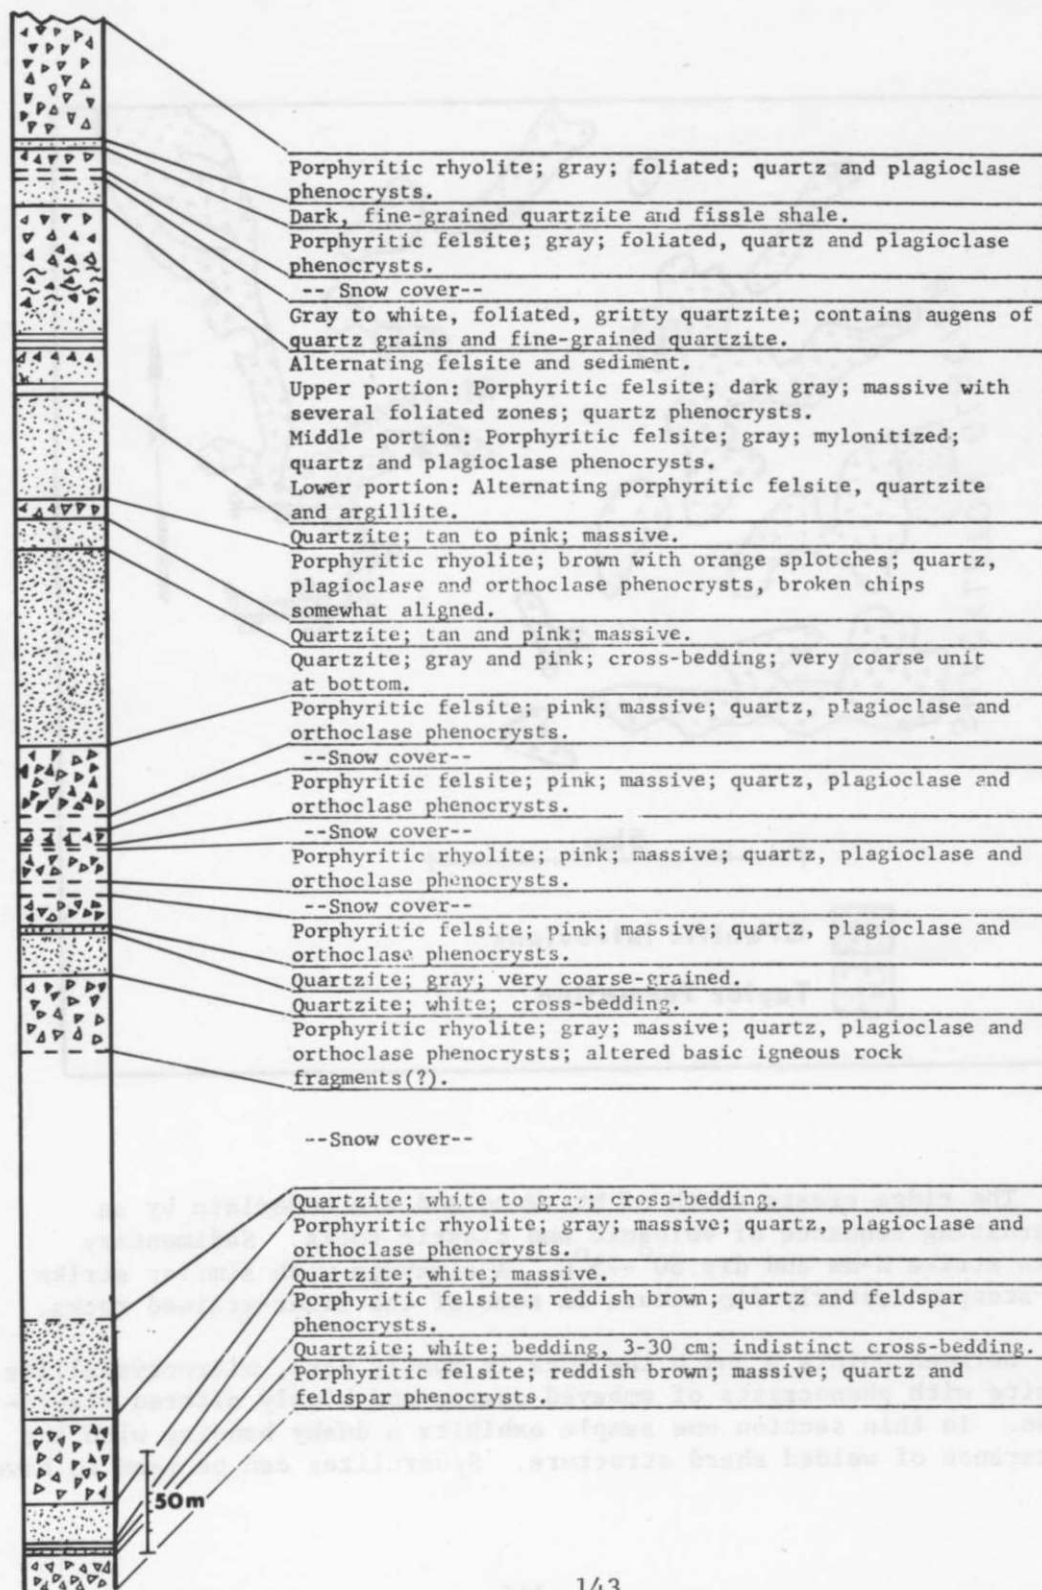 Porphyritic rhyolite; gray; foliated; quartz and plagioclase
phenocrysts.
Dark, fine-grained quartzite and fissle shale.
Porphyritic felsite; gray; foliated, quartz and plagioclase
phenocrysts.
-- Snow cover--
Gray to white, foliated, gritty quartzite; contains augens of
quartz grains and fine-grained quartzite.
Alternating felsite and sediment.
Upper portion: Porphyritic felsite; dark gray; massive with
several foliated zones; quartz phenocrysts.
Middle portion: Porphyritic felsite; gray; mylonitized;
quartz and plagioclase phenocrysts.
Lower portion: Alternating porphyritic felsite, quartzite
and argillite.
Quartzite; tan to pink; massive.
Porphyritic rhyolite; brown with orange splotches; quartz,
plagioclase and orthoclase phenocrysts, broken chips
somewhat aligned.
Quartzite; tan and pink; massive.
Quartzite; gray and pink; cross-bedding; very coarse unit
at bottom.
Porphyritic felsite; pink; massive; quartz, plagioclase and
orthoclase phenocrysts.
--Snow cover--
Porphyritic felsite; pink; massive; quartz, plagioclase and
orthoclase phenocrysts.
--Snow cover--
Porphyritic rhyolite; pink; massive; quartz, plagioclase and
orthoclase phenocrysts.
--Snow cover--
Porphyritic felsite; pink; massive; quartz, plagioclase and
orthoclase phenocrysts.
Quartzite; gray; very coarse-grained.
Quartzite; white; cross-bedding.
Porphyritic rhyolite; gray; massive; quartz, plagioclase and
orthoclase phenocrysts; altered basic igneous rock
fragments(?).
--Snow cover--
Quartzite; white to gray; cross-bedding.
Porphyritic rhyolite; gray; massive; quartz, plagioclase and
orthoclase phenocrysts.
Quartzite; white; massive.
Porphyritic felsite; reddish brown; quartz and feldspar
phenocrysts.
Quartzite; white; bedding, 3-30 cm; indistinct cross-bedding.
Porphyritic felsite; reddish brown; massive; quartz and
feldspar phenocrysts.
50m
143